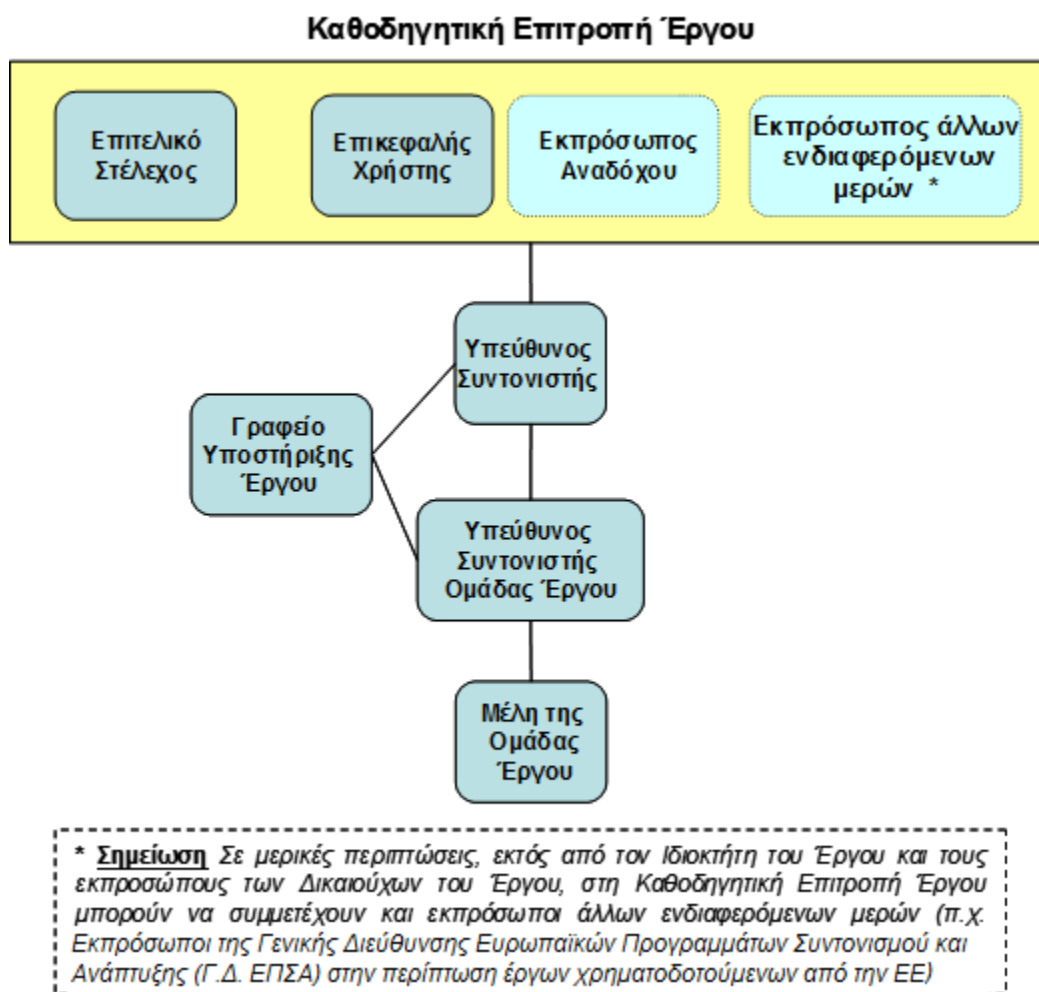 Καθοδηγητική Επιτροπή Έργου
Επιτελικό
Στέλεχος
Επικεφαλής
Χρήστης
Εκπρόσωπος
Αναδόχου
Εκπρόσωπος άλλων
ενδιαφερόμενων
μερών *
Υπεύθυνος
Συντονιστής
Γραφείο
Υποστήριξης
Έργου
Υπεύθυνος
Συντονιστής
Ομάδας Έργου
Μέλη της
Ομάδας
Έργου
* Σημείωση Σε μερικές περιπτώσεις, εκτός από τον Ιδιοκτήτη του Έργου και τους
εκπροσώπους των Δικαιούχων του Έργου, στη Καθοδηγητική Επιτροπή Έργου
μπορούν να συμμετέχουν και εκπρόσωποι άλλων ενδιαφερόμενων μερών (π.χ.
Εκπρόσωποι της Γενικής Διεύθυνσης Ευρωπαϊκών Προγραμμάτων Συντονισμού και
Ανάπτυξης (Γ.Δ. ΕΠΣΑ) στην περίπτωση έργων χρηματοδοτούμενων από την ΕΕ)